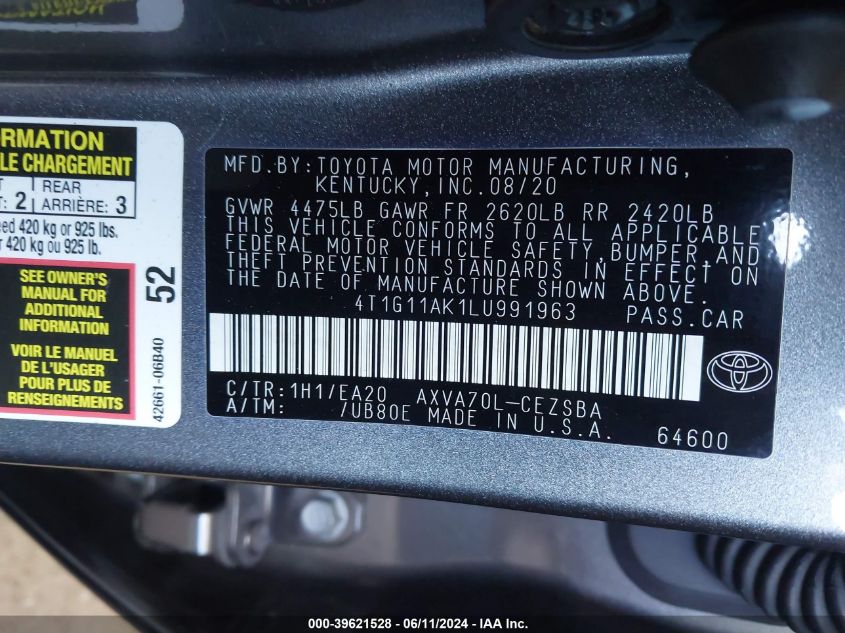 RMATION
LE CHARGEMENT
REAR
: 2 ARRIÈRE: 3
eed 420 kg or 925 lbs.
420 kg ou 925 lb.
SEE OWNER'S
MANUAL FOR
ADDITIONAL
INFORMATION
VOIR LE MANUEL
DE L'USAGER
POUR PLUS DE
RENSEIGNEMENTS
52
42661-06B40
MFD.BY:TOYOTA MOTOR MANUFACTURING,
KENTUCKY,INC.08/20
GVWR 4475LB GAWR FR 2620LB RR 2420LB
THIS VEHICLE CONFORMS TO ALL APPLICABLE
FEDERAL MOTOR VEHICLE SAFETY,BUMPER,AND
THEFT PREVENTION STANDARDS IN EFFECT ON
THE DATE OF MANUFACTURE SHOWN ABOVE.
4T1G11AK1LU991963 PASS.CAR
C/TR:1H1/EA20 AXVA70L-CEZSBA
A/TM: /UB80E MADE IN U.S.A.
64600
000-39621528 - 06/11/2024 - IAA Inc.